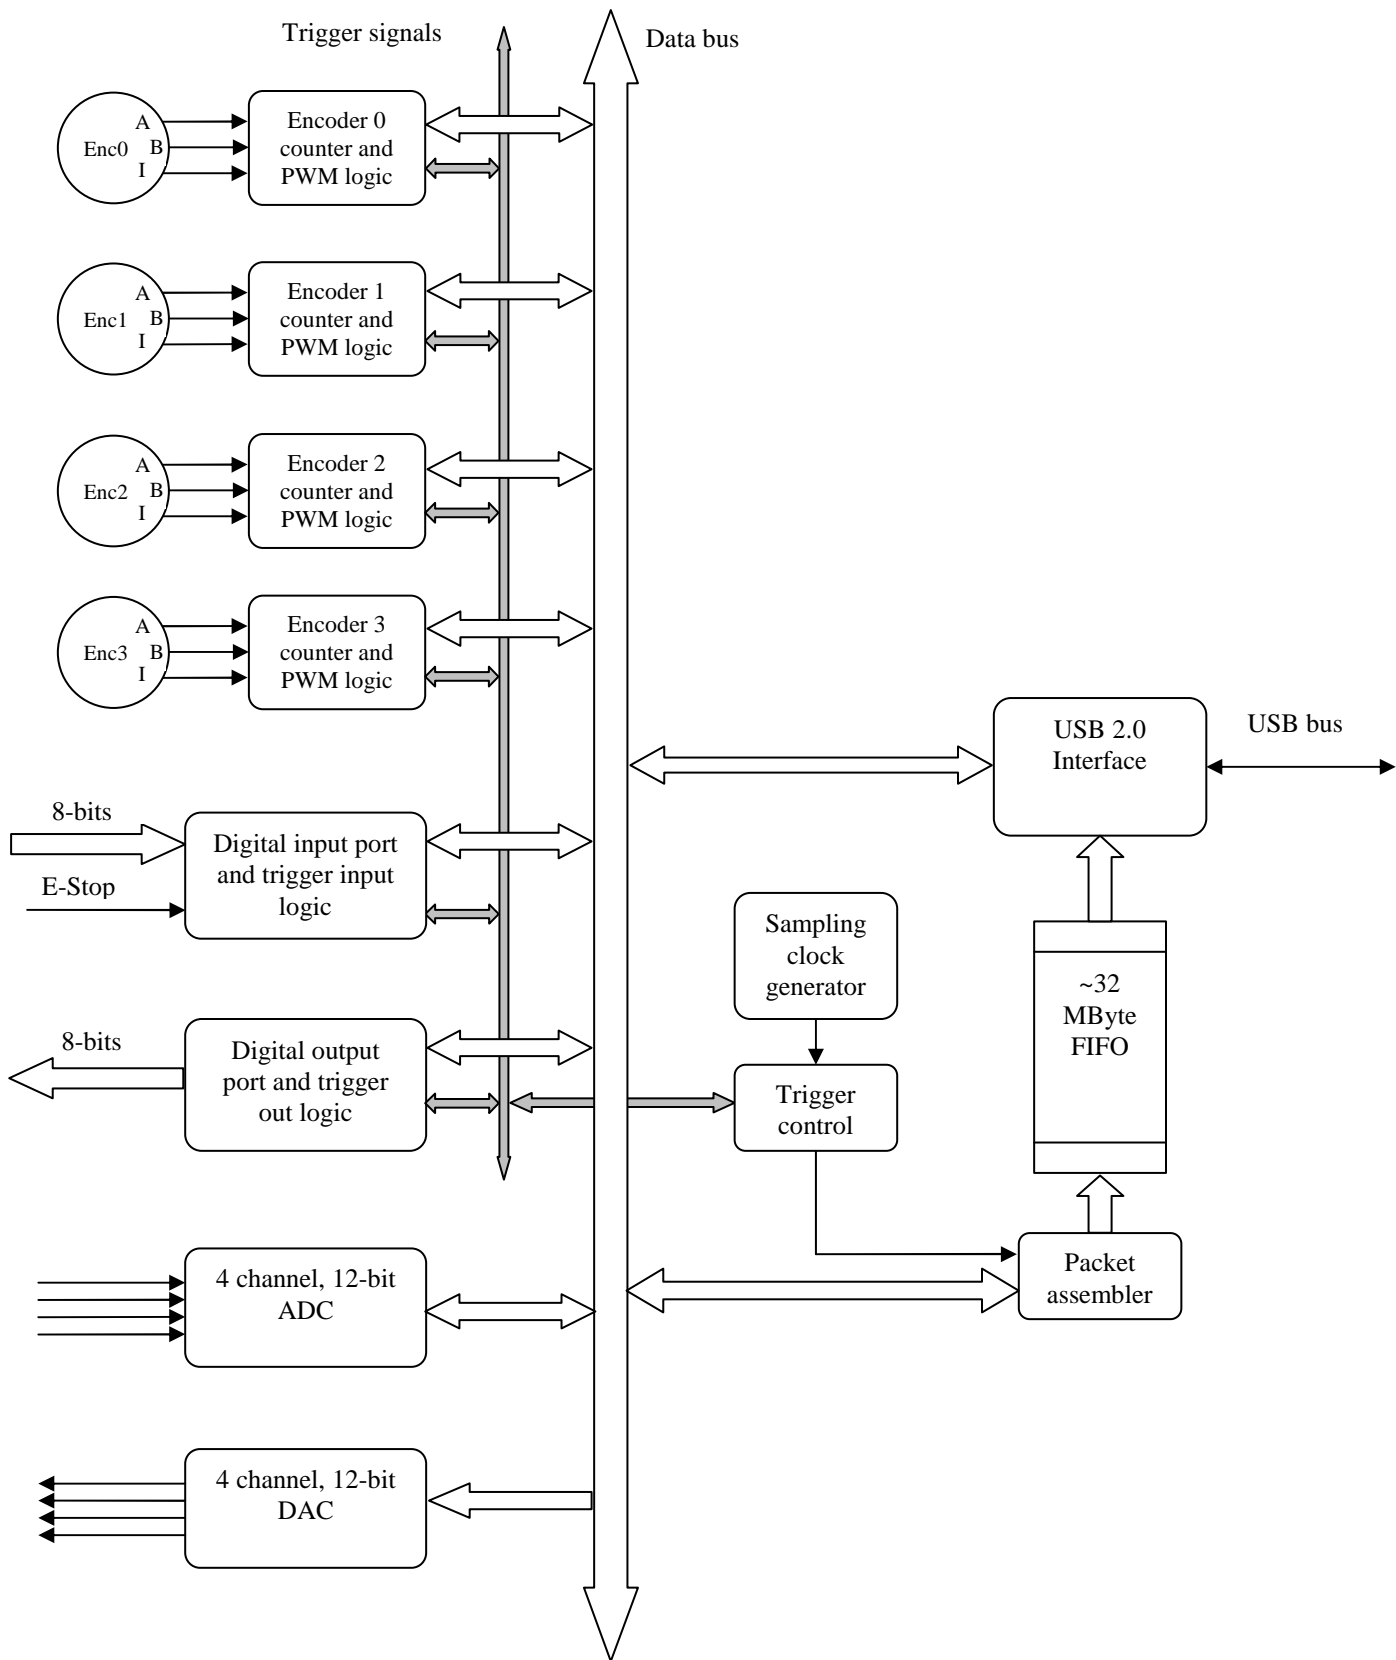 Trigger signals
Data bus
A
Enc0 B
I
Encoder 0
counter and
PWM logic
A
Enc1 B
I
Encoder 1
counter and
PWM logic
A
Enc2 B
I
Encoder 2
counter and
PWM logic
A
Enc3 B
I
Encoder 3
counter and
PWM logic
USB 2.0
Interface
USB bus
8-bits
E-Stop
Digital input port
and trigger input
logic
Sampling
clock
generator
~32
MByte
FIFO
8-bits
Digital output
port and trigger
out logic
Trigger
control
4 channel, 12-bit
ADC
Packet
assembler
4 channel, 12-bit
DAC